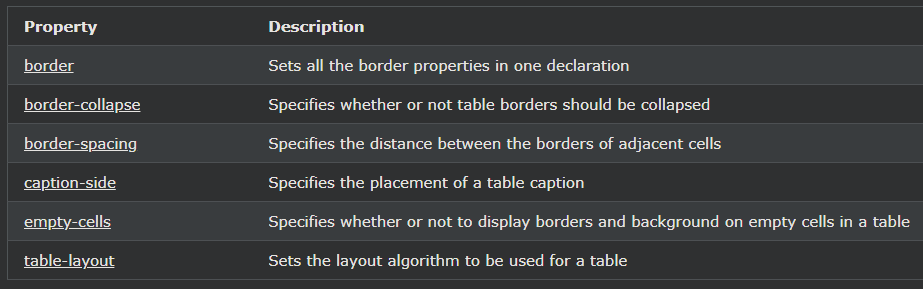 Property Description
border Sets all the border properties in one declaration
border-collapse Specifies whether or not table borders should be collapsed
border-spacing Specifies the distance between the borders of adjacent cells
caption-side Specifies the placement of a table caption
empty-cells Specifies whether or not to display borders and background on empty cells in a table
table-layout Sets the layout algorithm to be used for a table